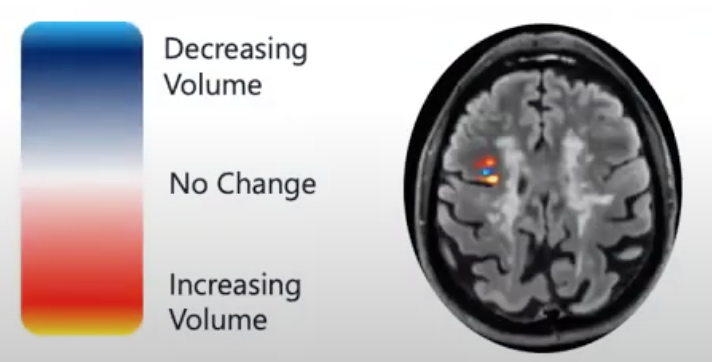 Decreasing
Volume
No Change
Increasing
Volume